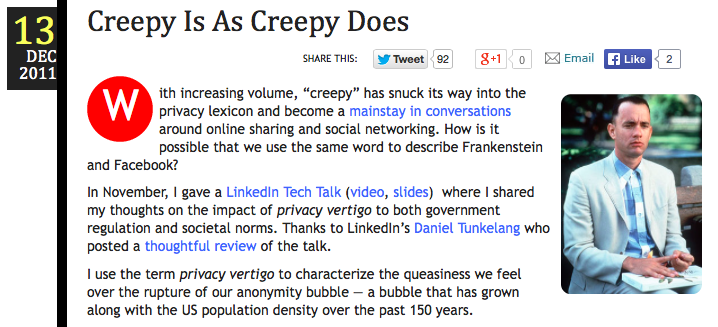 13
DEC
2011
Creepy Is As Creepy Does
SHARE THIS:
Tweet 92
g+1 0
Email
Like 2
With increasing volume, “creepy” has snuck its way into the
privacy lexicon and become a mainstay in conversations
around online sharing and social networking. How is it
possible that we use the same word to describe Frankenstein
and Facebook?
In November, I gave a LinkedIn Tech Talk (video, slides) where I shared
my thoughts on the impact of privacy vertigo to both government
regulation and societal norms. Thanks to LinkedIn’s Daniel Tunkelang who
posted a thoughtful review of the talk.
I use the term privacy vertigo to characterize the queasiness we feel
over the rupture of our anonymity bubble — a bubble that has grown
along with the US population density over the past 150 years.